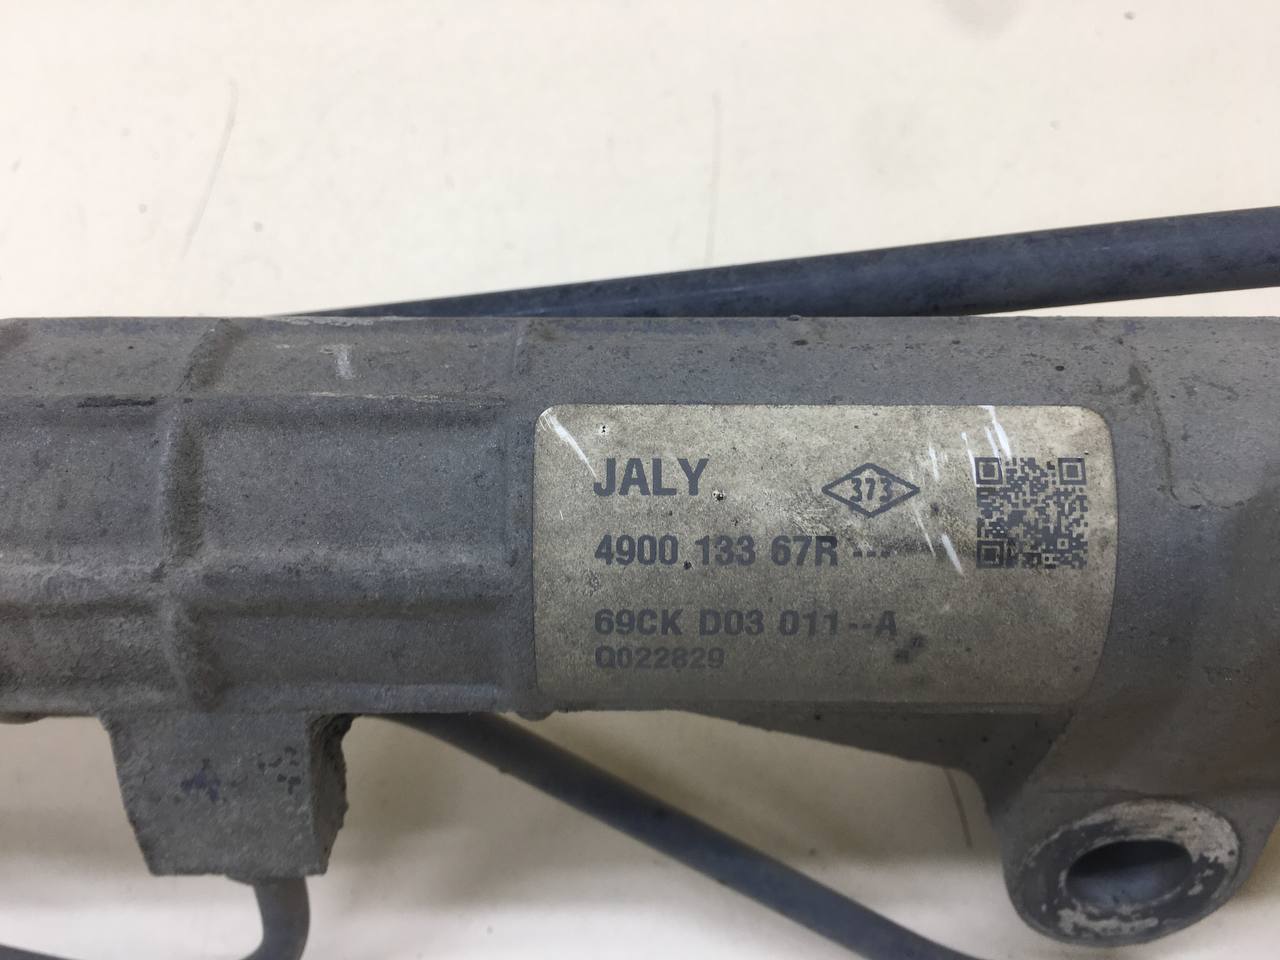 JALY
373
4900 133 67R ---
69CK D03 011--A
Q022829